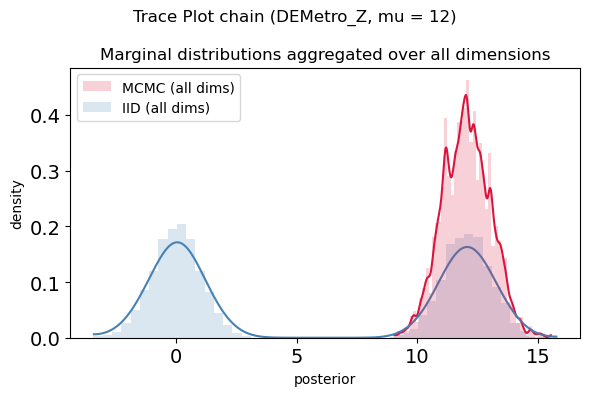 Trace Plot chain (DEMetro_Z, mu = 12)
Marginal distributions aggregated over all dimensions
MCMC (all dims)
IID (all dims)
density
0.4
0.3
0.2
0.1
0.0
0 5 10 15
posterior